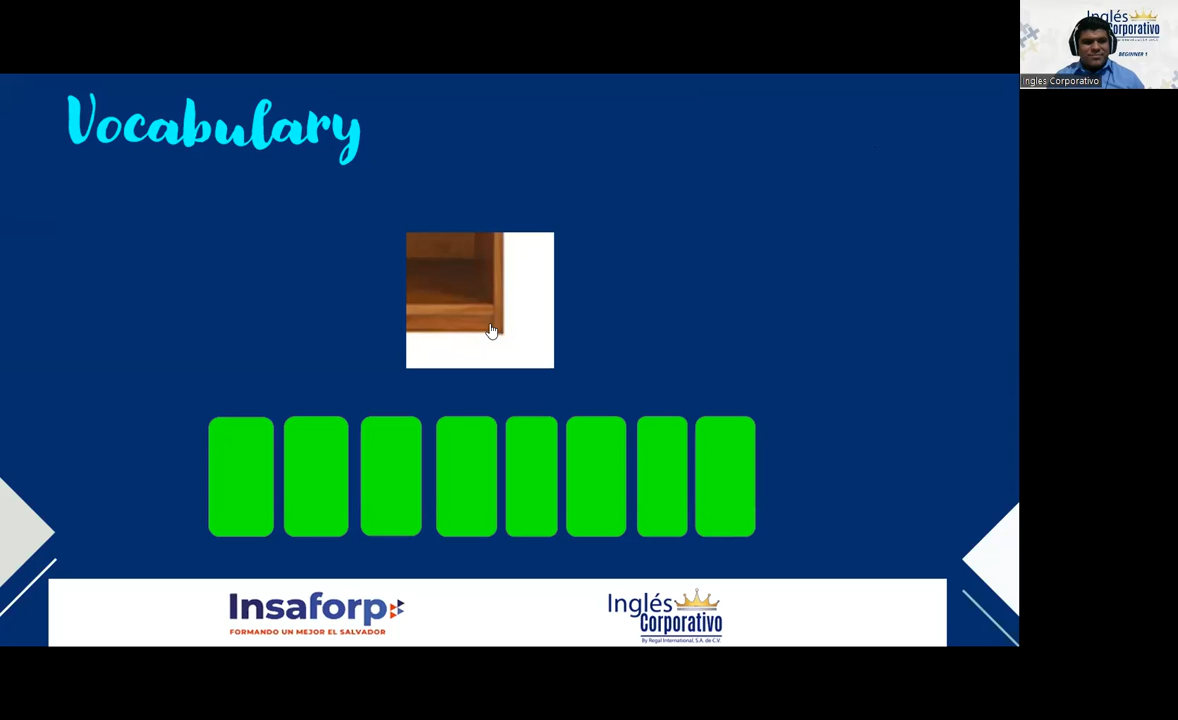 Inglés
Corporativo
BEGINNER 1
Ingles Corporativo
Vocabulary
Insaforp
FORMANDO UN MEJOR EL SALVADOR
Inglés
Corporativo
By Regal International, S.A. de C.V.